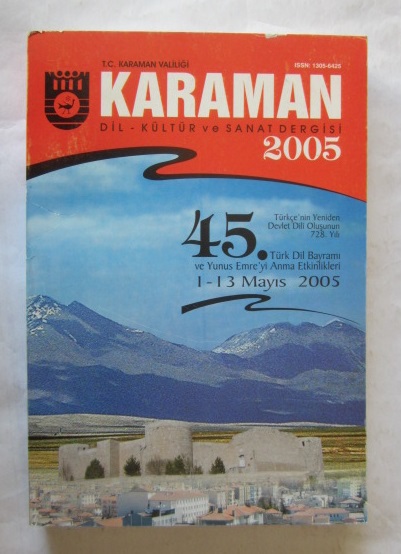 T.C. KARAMAN VALİLİĞİ
ISSN: 1305-6425
KARAMAN
DİL - KÜLTÜR ve SANAT DERGİSİ
2005
Türkçe'nin Yeniden
Devlet Dili Oluşunun
728. Yılı
45.
Türk Dil Bayramı
ve Yunus Emre'yi Anma Etkinlikleri
1-13 Mayıs 2005